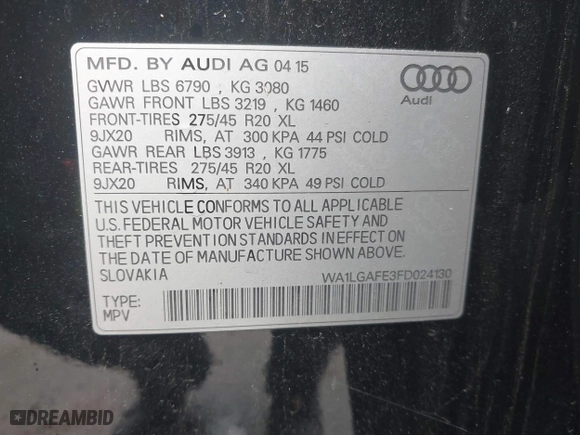 MFD. BY AUDI AG 04 15
GVWR LBS 6790 , KG 3080
GAWR FRONT LBS 3219 , KG 1460
FRONT-TIRES 275/45 R20 XL
9JX20 RIMS, AT 300 KPA 44 PSI COLD
GAWR REAR LBS 3913 , KG 1775
REAR-TIRES 275/45 R20 XL
9JX20 RIMS, AT 340 KPA 49 PSI COLD
THIS VEHICLE CONFORMS TO ALL APPLICABLE
U.S. FEDERAL MOTOR VEHICLE SAFETY AND
THEFT PREVENTION STANDARDS IN EFFECT ON
THE DATE OF MANUFACTURE SHOWN ABOVE.
SLOVAKIA
WA1LGAFE3FD024130
TYPE:
MPV
Audi
DREAMBID